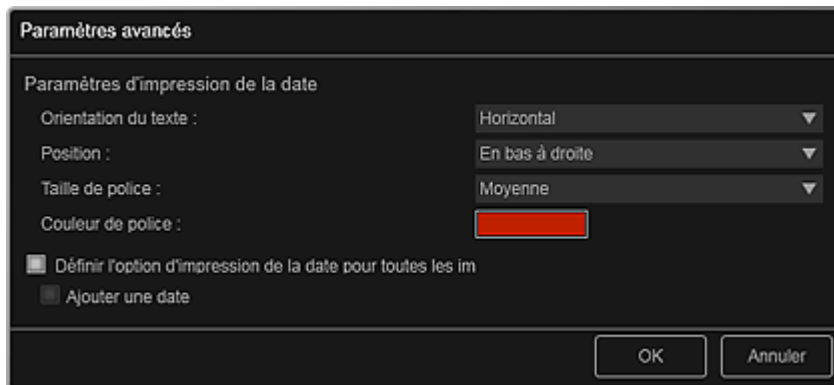 Paramètres avancés
Paramètres d'impression de la date
Orientation du texte : Horizontal
Position : En bas à droite
Taille de police : Moyenne
Couleur de police :
Définir l'option d'impression de la date pour toutes les im
Ajouter une date
OK Annuler